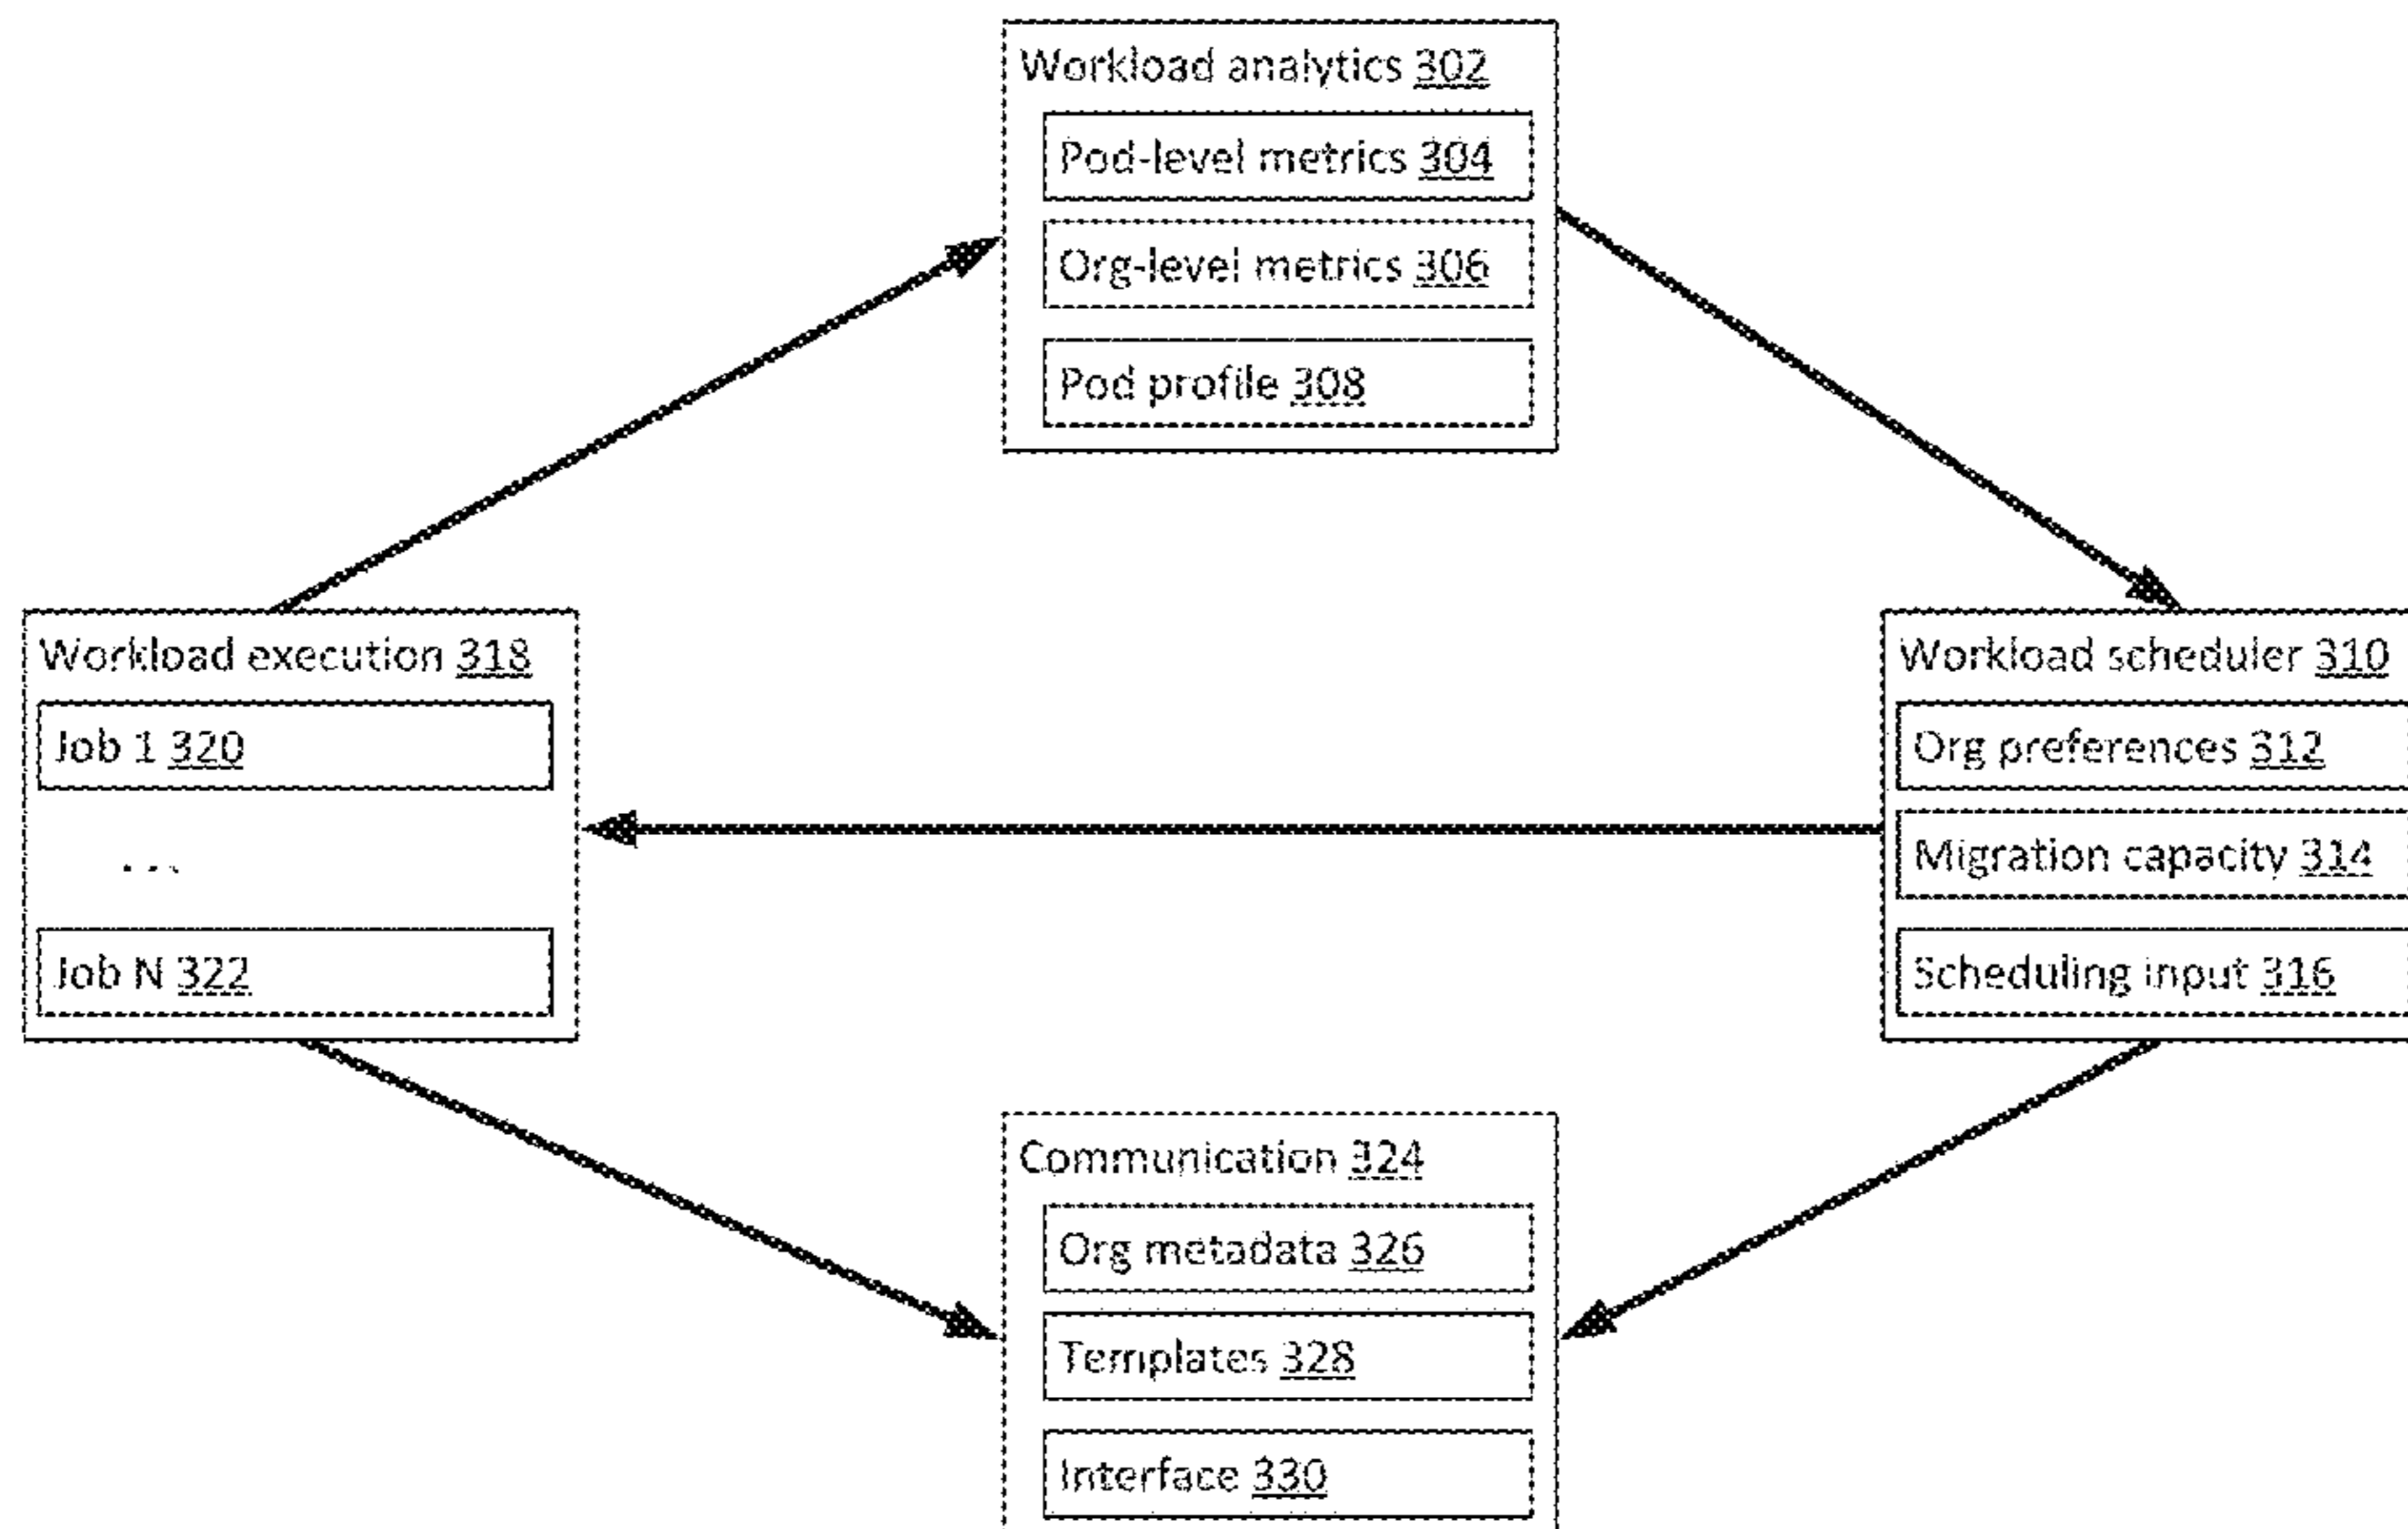 Workload analytics 302
Pod-level metrics 304
Org-level metrics 306
Pod profile 308
Workload execution 318
Job 1 320
...
Job N 322
Workload scheduler 310
Org preferences 312
Migration capacity 314
Scheduling input 316
Communication 324
Org metadata 326
Templates 328
Interface 330